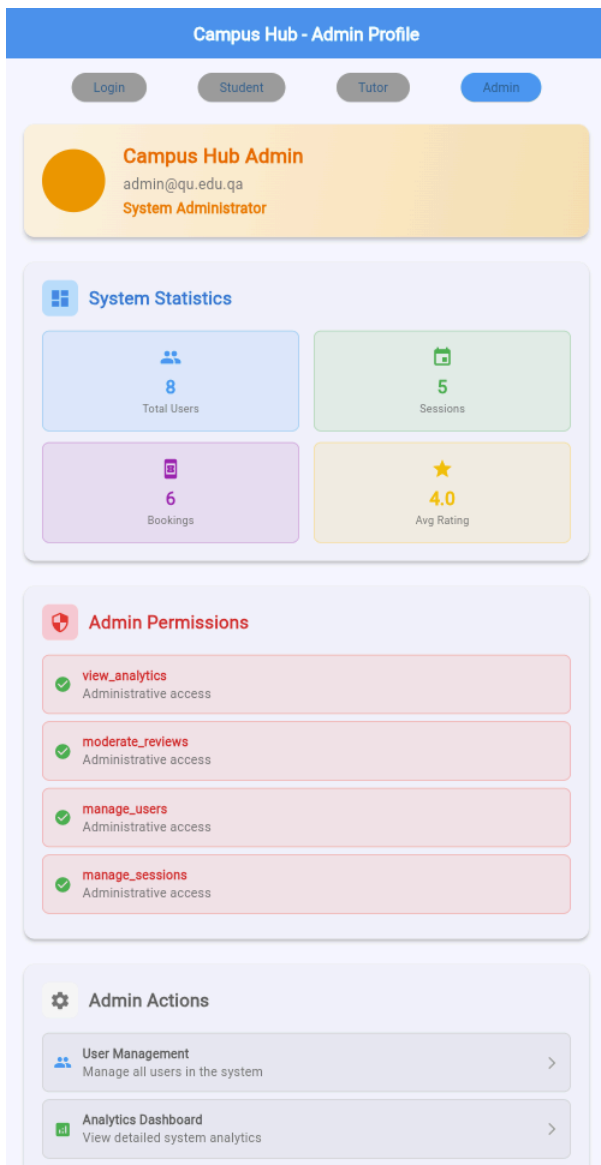 Campus Hub - Admin Profile
Login
Student
Tutor
Admin
Campus Hub Admin
admin@qu.edu.qa
System Administrator
System Statistics
8
Total Users
5
Sessions
6
Bookings
4.0
Avg Rating
Admin Permissions
view_analytics
Administrative access
moderate_reviews
Administrative access
manage_users
Administrative access
manage_sessions
Administrative access
Admin Actions
User Management
Manage all users in the system
Analytics Dashboard
View detailed system analytics